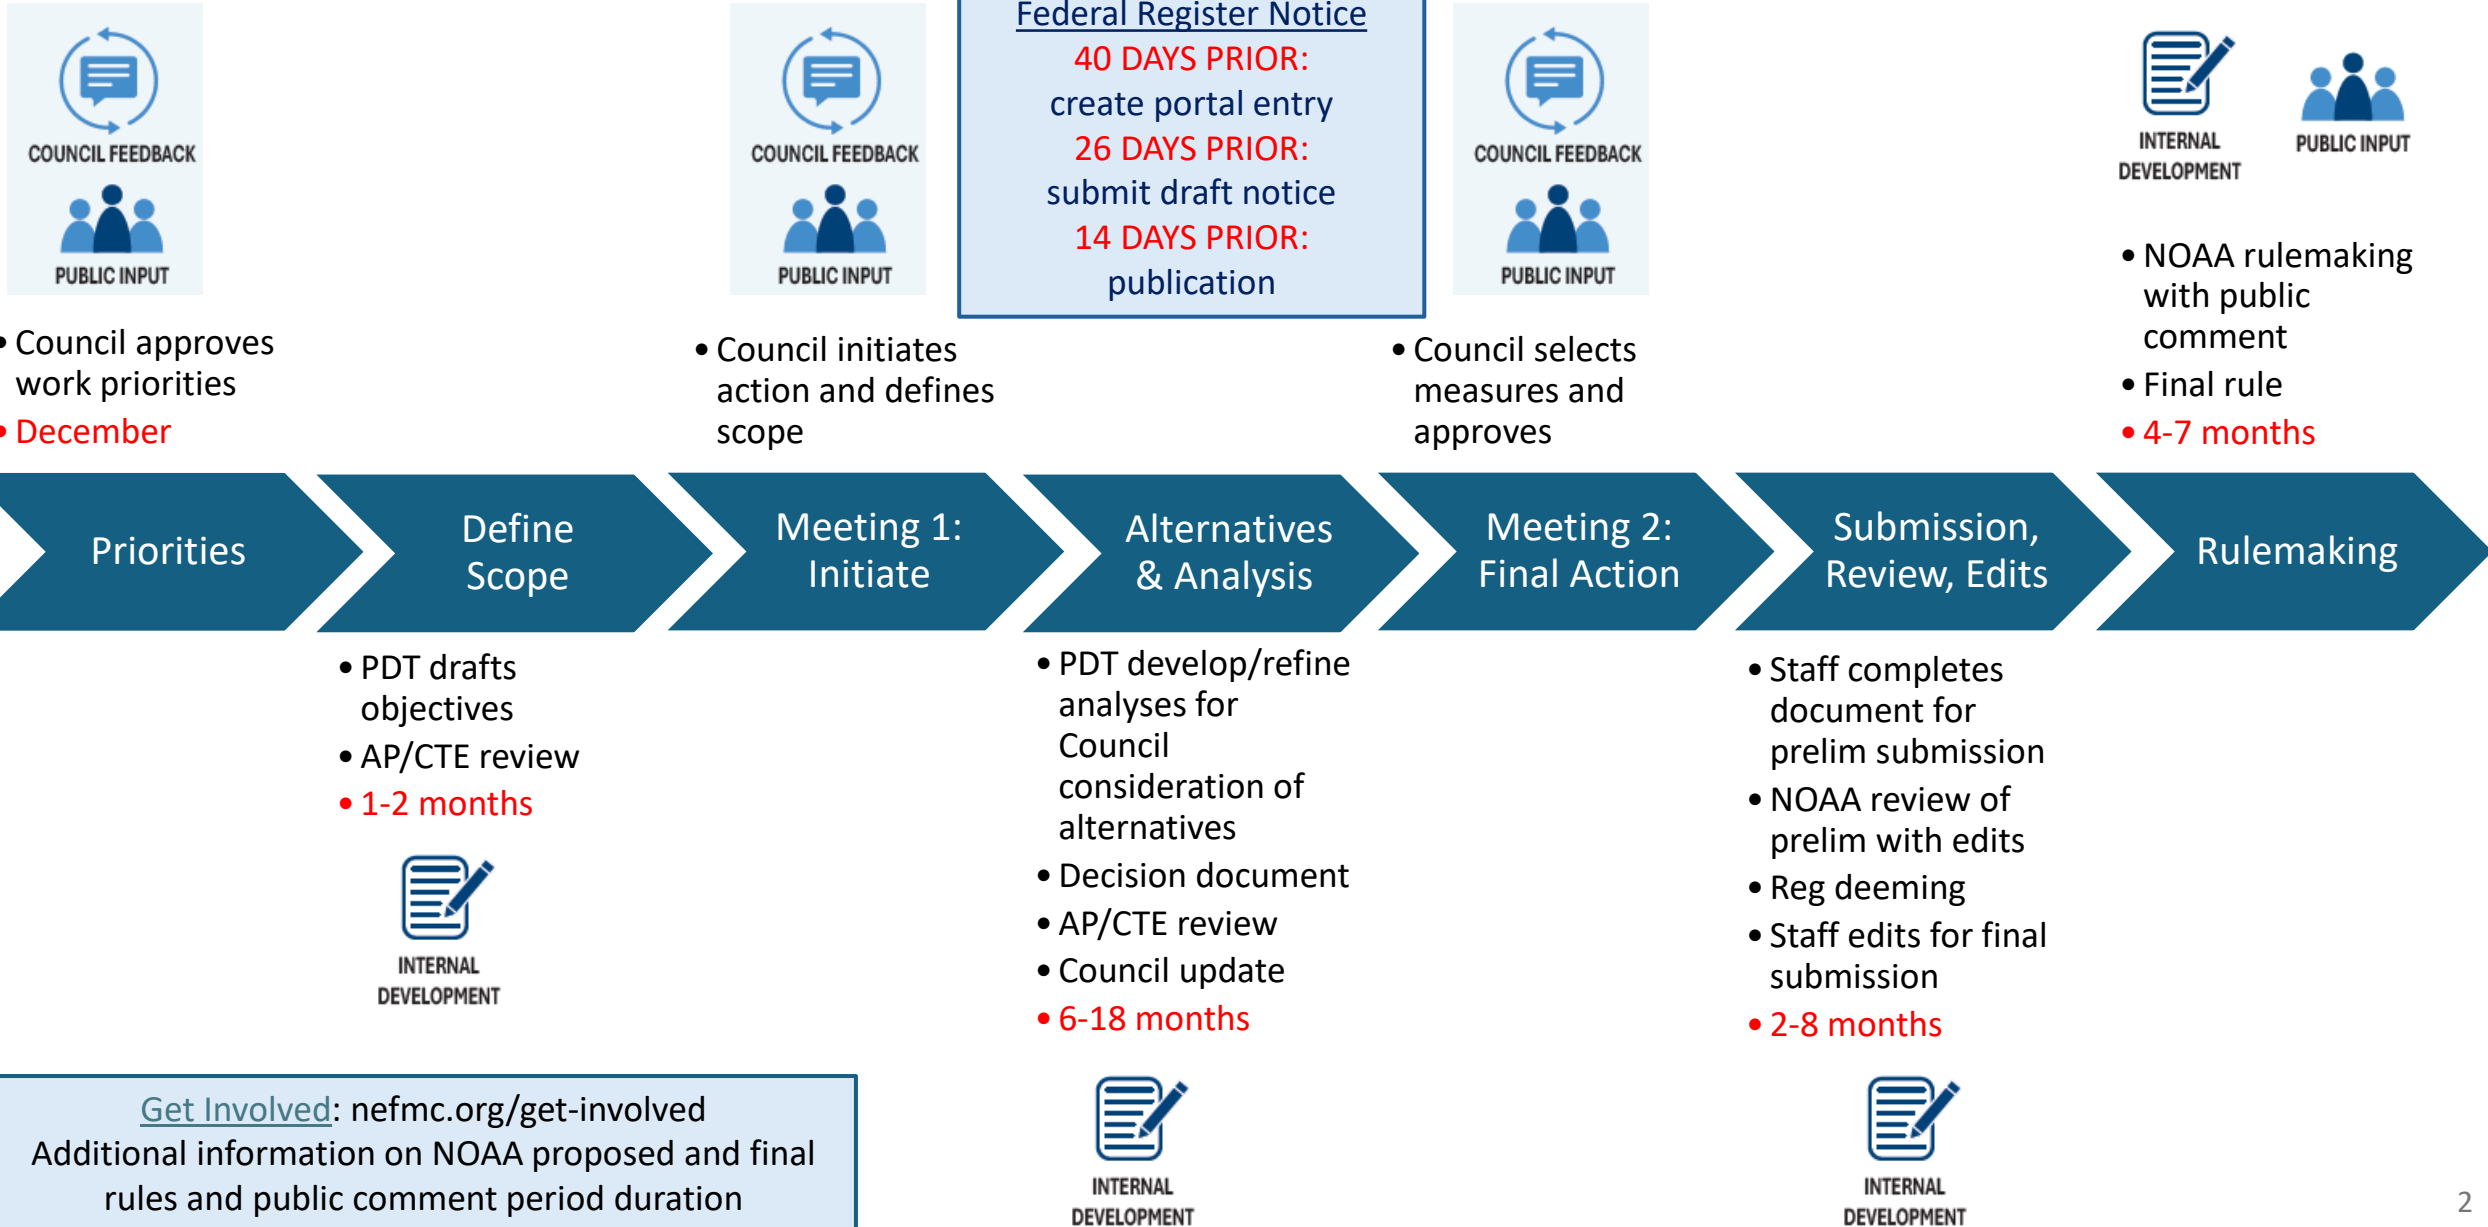 COUNCIL FEEDBACK
PUBLIC INPUT
• Council approves
work priorities
• December
COUNCIL FEEDBACK
PUBLIC INPUT
• Council initiates
action and defines
scope
Federal Register Notice
40 DAYS PRIOR:
create portal entry
26 DAYS PRIOR:
submit draft notice
14 DAYS PRIOR:
publication
COUNCIL FEEDBACK
PUBLIC INPUT
• Council selects
measures and
approves
INTERNAL
DEVELOPMENT
PUBLIC INPUT
• NOAA rulemaking
with public
comment
• Final rule
• 4-7 months
Priorities
Define
Scope
Meeting 1:
Initiate
Alternatives
& Analysis
Meeting 2:
Final Action
Submission,
Review, Edits
Rulemaking
• PDT drafts
objectives
• AP/CTE review
• 1-2 months
INTERNAL
DEVELOPMENT
• PDT develop/refine
analyses for
Council
consideration of
alternatives
• Decision document
• AP/CTE review
• Council update
• 6-18 months
INTERNAL
DEVELOPMENT
• Staff completes
document for
prelim submission
• NOAA review of
prelim with edits
• Reg deeming
• Staff edits for final
submission
• 2-8 months
INTERNAL
DEVELOPMENT
Get Involved: nefmc.org/get-involved
Additional information on NOAA proposed and final
rules and public comment period duration
2